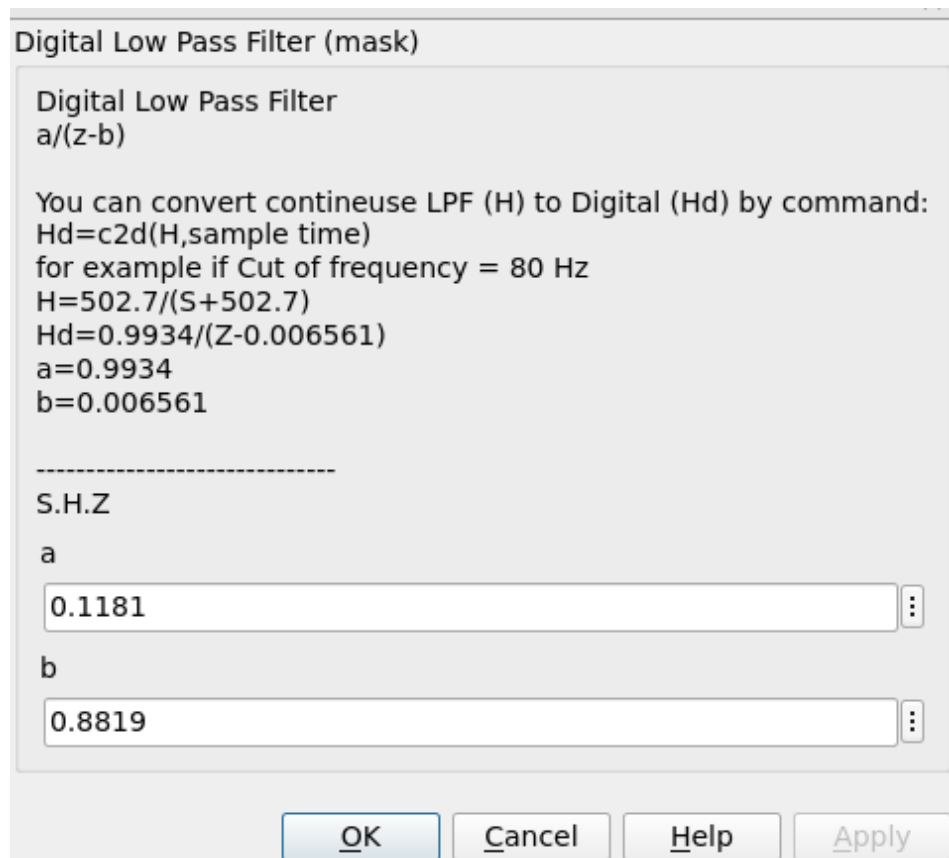 Digital Low Pass Filter (mask)
Digital Low Pass Filter
a/(z-b)
You can convert contineuse LPF (H) to Digital (Hd) by command:
Hd=c2d(H,sample time)
for example if Cut of frequency = 80 Hz
H=502.7/(S+502.7)
Hd=0.9934/(Z-0.006561)
a=0.9934
b=0.006561
------------------------------
S.H.Z
a
0.1181
b
0.8819
OK Cancel Help Apply